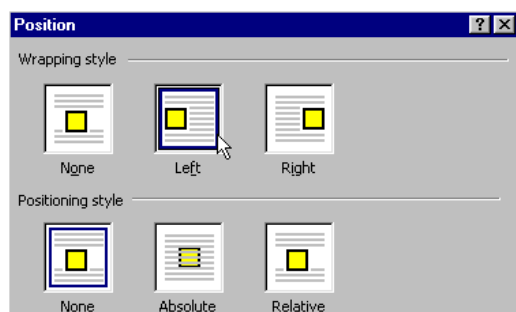 Position
Wrapping style
None Left Right
Positioning style
None Absolute Relative